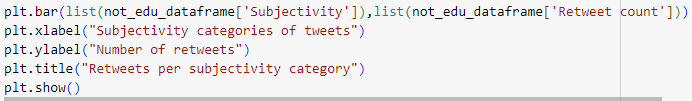 plt.bar(list(not_edu_dataframe['Subjectivity']),list(not_edu_dataframe['Retweet count']))
plt.xlabel("Subjectivity categories of tweets")
plt.ylabel("Number of retweets")
plt.title("Retweets per subjectivity category")
plt.show()